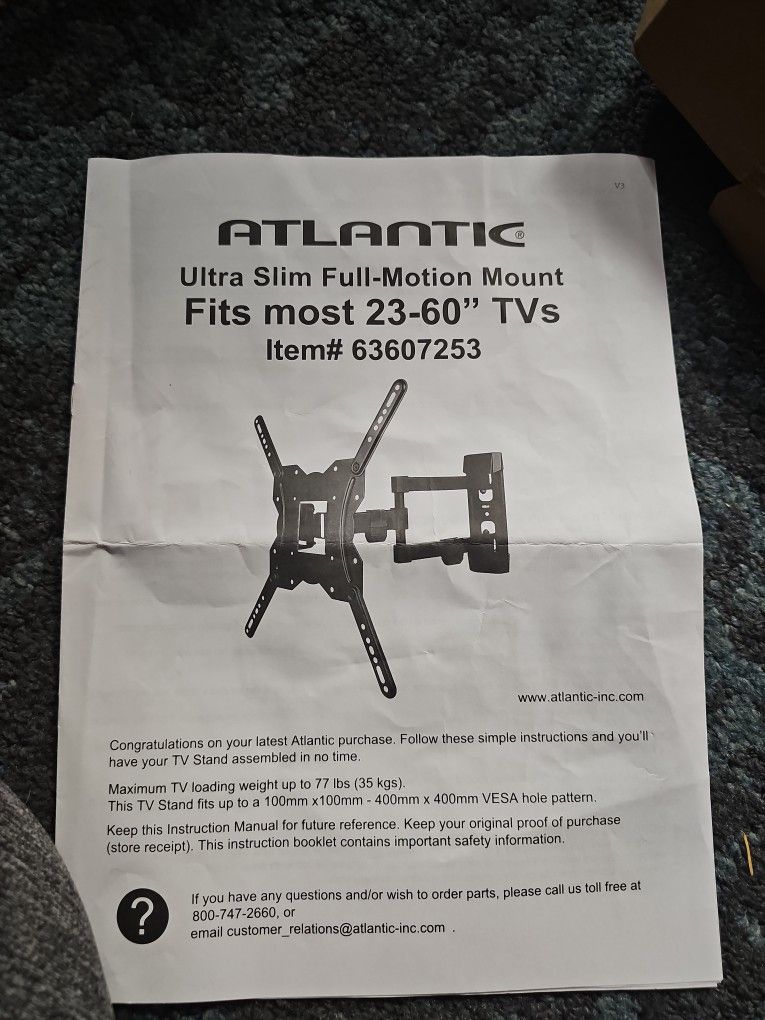 V3
ATLANTIC®
Ultra Slim Full-Motion Mount
Fits most 23-60” TVs
Item# 63607253
www.atlantic-inc.com
Congratulations on your latest Atlantic purchase. Follow these simple instructions and you'll
have your TV Stand assembled in no time.
Maximum TV loading weight up to 77 lbs (35 kgs).
This TV Stand fits up to a 100mm x100mm - 400mm x 400mm VESA hole pattern.
Keep this Instruction Manual for future reference. Keep your original proof of purchase
(store receipt). This instruction booklet contains important safety information.
?
If you have any questions and/or wish to order parts, please call us toll free at
800-747-2660, or
email customer_relations@atlantic-inc.com .